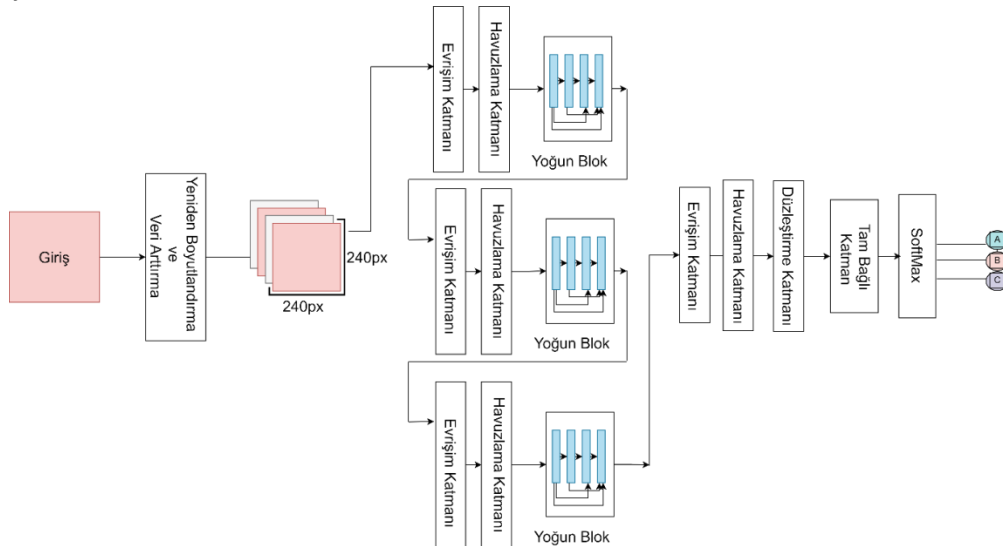 Giriş
Yeniden Boyutlandırma
ve
Veri Arttırma
240px
240px
Evrişim Katmanı
Havuzlama Katmanı
Yoğun Blok
Evrişim Katmanı
Havuzlama Katmanı
Yoğun Blok
Evrişim Katmanı
Havuzlama Katmanı
Yoğun Blok
Evrişim Katmanı
Havuzlama Katmanı
Düzleştirme Katmanı
Tam Bağlı
Katman
SoftMax
A
B
C